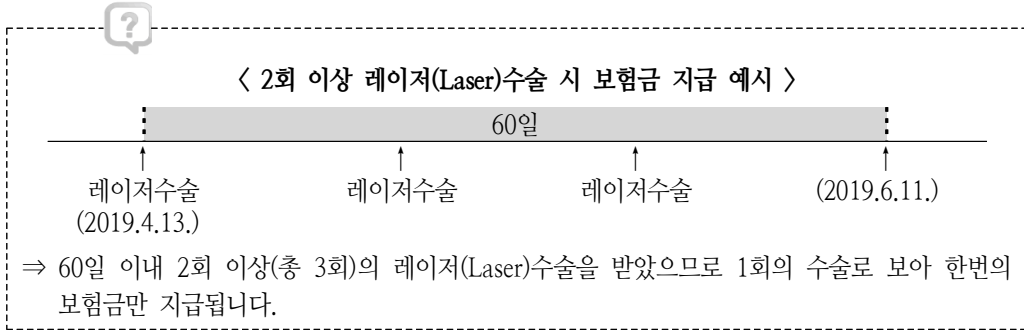 ?
〈 2회 이상 레이저(Laser)수술 시 보험금 지급 예시 〉
60일
레이저수술 레이저수술 레이저수술 (2019.6.11.)
(2019.4.13.)
⇒ 60일 이내 2회 이상(총 3회)의 레이저(Laser)수술을 받았으므로 1회의 수술로 보아 한번의
보험금만 지급됩니다.